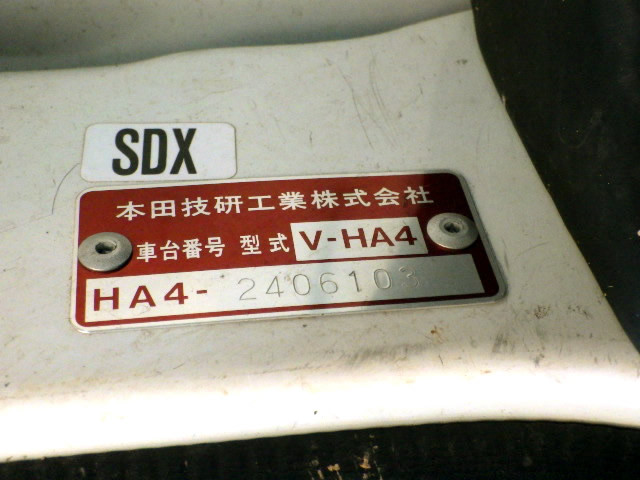 SDX
本田技研工業株式会社
車台番号 型式 V-HA4
HA4- 2406103